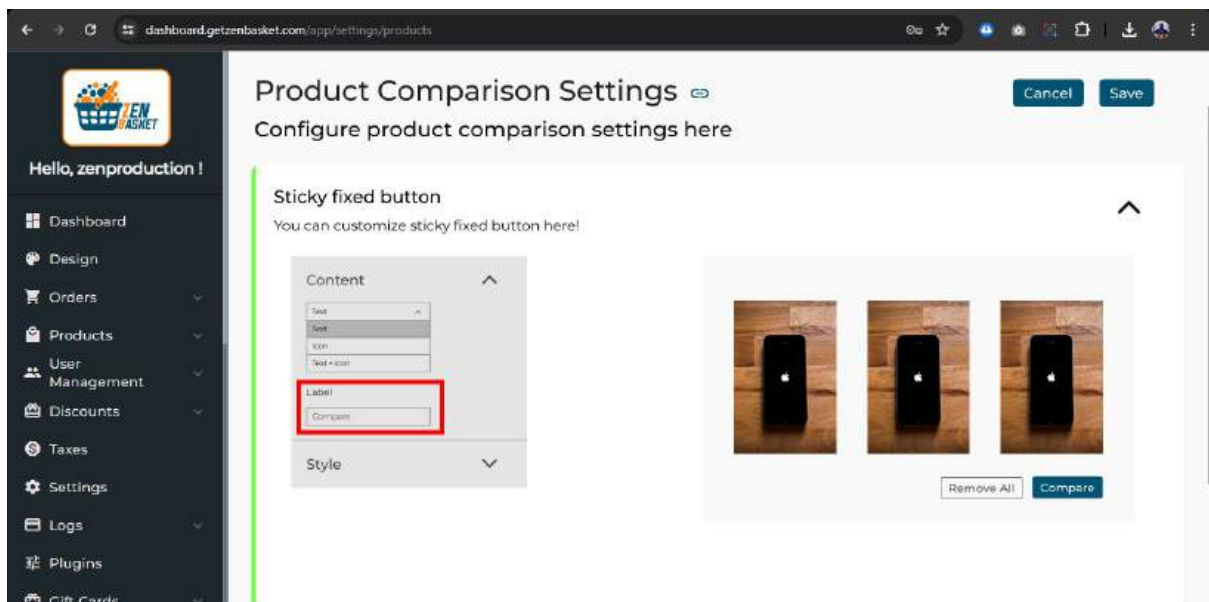 dashboard.getzenbasket.com/app/settings/products
ZEN
BASKET
Hello, zenproduction !
Dashboard
Design
Orders
Products
User
Management
Discounts
Taxes
Settings
Logs
Plugins
Gift Cards
Product Comparison Settings
Configure product comparison settings here
Cancel
Save
Sticky fixed button
You can customize sticky fixed button here!
Content
Text
Text
Icon
Text + Icon
Label
Compare
Style
Remove All
Compare